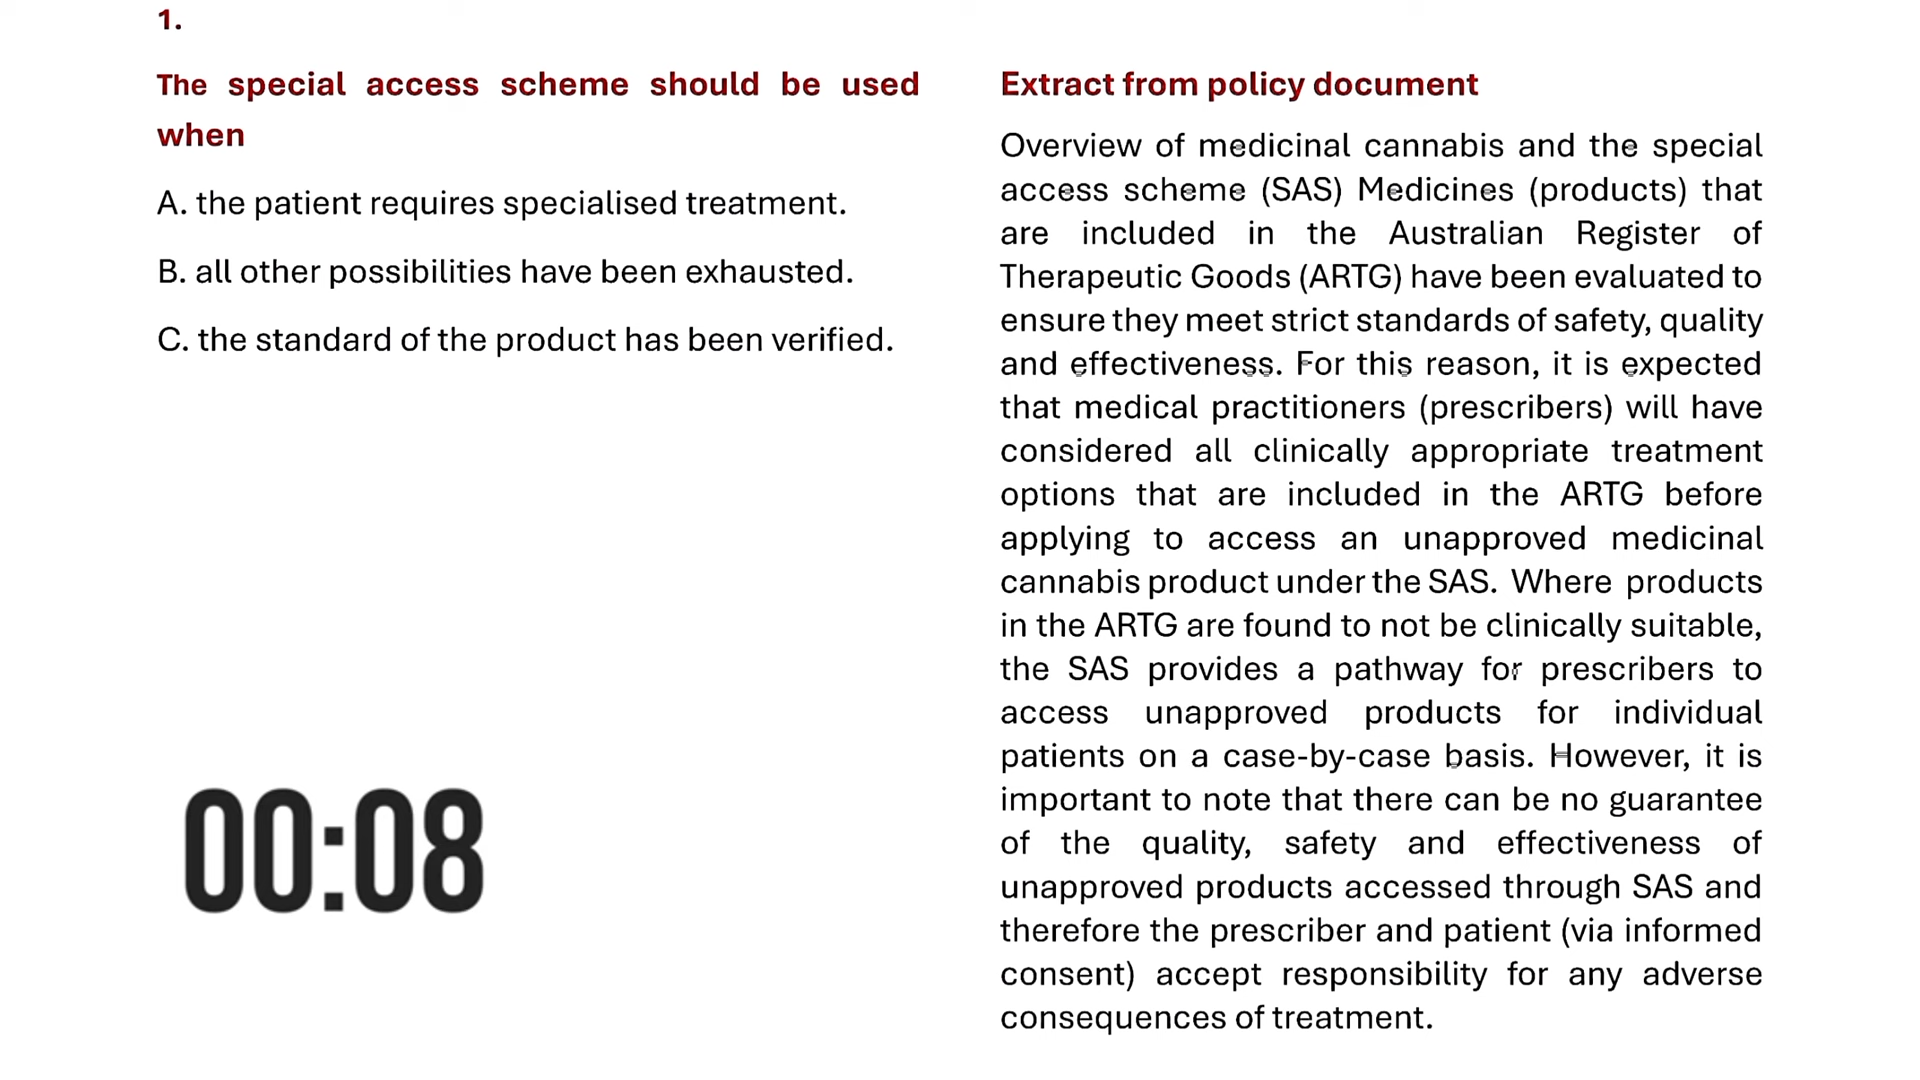 1.
The special access scheme should be used
when
A. the patient requires specialised treatment.
B. all other possibilities have been exhausted.
C. the standard of the product has been verified.
00:08
Extract from policy document
Overview of medicinal cannabis and the special
access scheme (SAS) Medicines (products) that
are included in the Australian Register of
Therapeutic Goods (ARTG) have been evaluated to
ensure they meet strict standards of safety, quality
and effectiveness. For this reason, it is expected
that medical practitioners (prescribers) will have
considered all clinically appropriate treatment
options that are included in the ARTG before
applying to access an unapproved medicinal
cannabis product under the SAS. Where products
in the ARTG are found to not be clinically suitable,
the SAS provides a pathway for prescribers to
access unapproved products for individual
patients on a case-by-case basis. However, it is
important to note that there can be no guarantee
of the quality, safety and effectiveness of
unapproved products accessed through SAS and
therefore the prescriber and patient (via informed
consent) accept responsibility for any adverse
consequences of treatment.